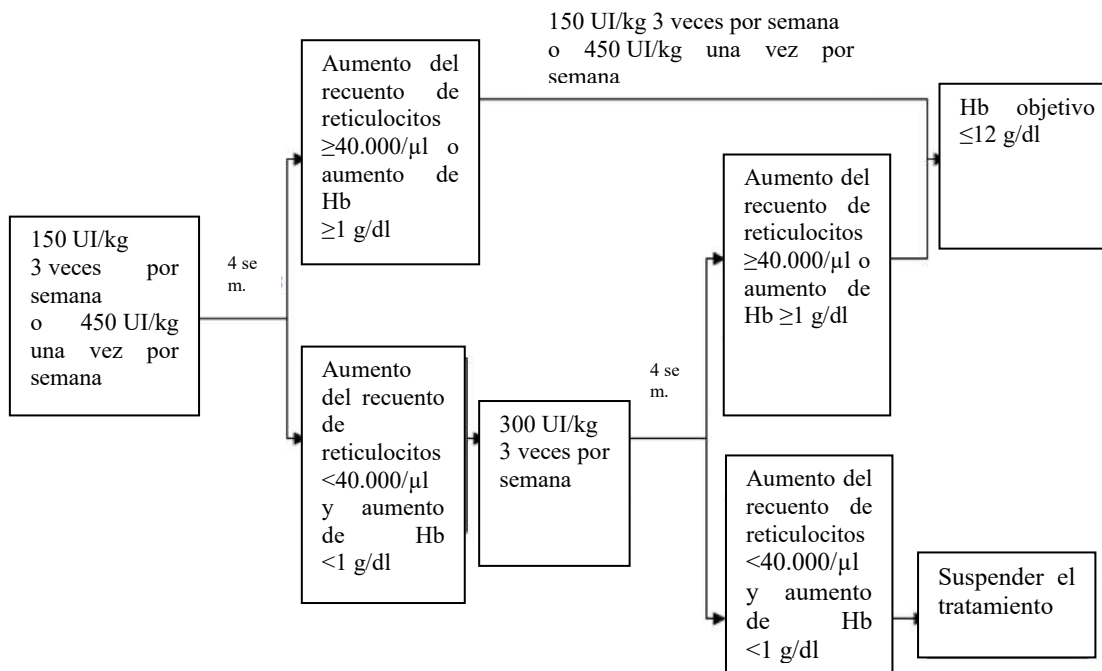 150 UI/kg
3 veces por
semana
o 450 UI/kg
una vez por
semana
4 se
m.
Aumento del
recuento de
reticulocitos
≥40.000/µl o
aumento de
Hb
≥1 g/dl
150 UI/kg 3 veces por semana
o 450 UI/kg una vez por
semana
Aumento
del recuento
de
reticulocitos
<40.000/µl
y aumento
de Hb
<1 g/dl
300 UI/kg
3 veces por
semana
4 se
m.
Aumento del
recuento de
reticulocitos
≥40.000/µl o
aumento de
Hb ≥1 g/dl
Hb objetivo
≤12 g/dl
Aumento del
recuento de
reticulocitos
<40.000/µl
y aumento
de Hb
<1 g/dl
Suspender el
tratamiento